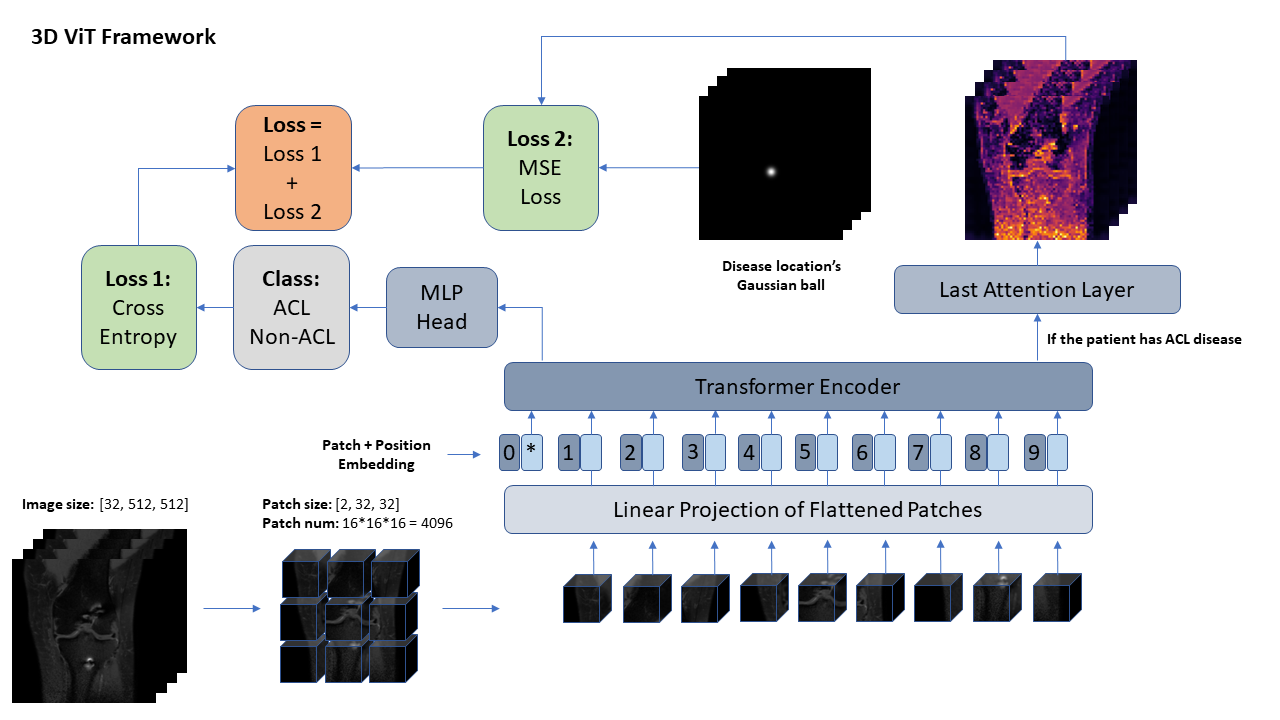 3D ViT Framework
Loss =
Loss 1
+
Loss 2
Loss 2:
MSE
Loss
Disease location's
Gaussian ball
Loss 1:
Cross
Entropy
Class:
ACL
Non-ACL
MLP
Head
Last Attention Layer
If the patient has ACL disease
Transformer Encoder
Patch + Position
Embedding
0 * 1 2 3 4 5 6 7 8 9
Linear Projection of Flattened Patches
Image size: [32, 512, 512]
Patch size: [2, 32, 32]
Patch num: 16*16*16 = 4096